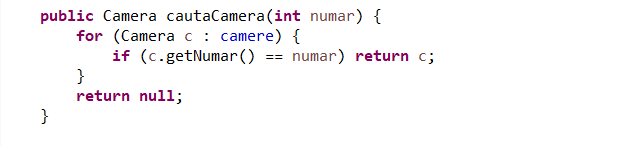 public Camera cautaCamera(int numar) {
    for (Camera c : camere) {
        if (c.getNumar() == numar) return c;
    }
    return null;
}